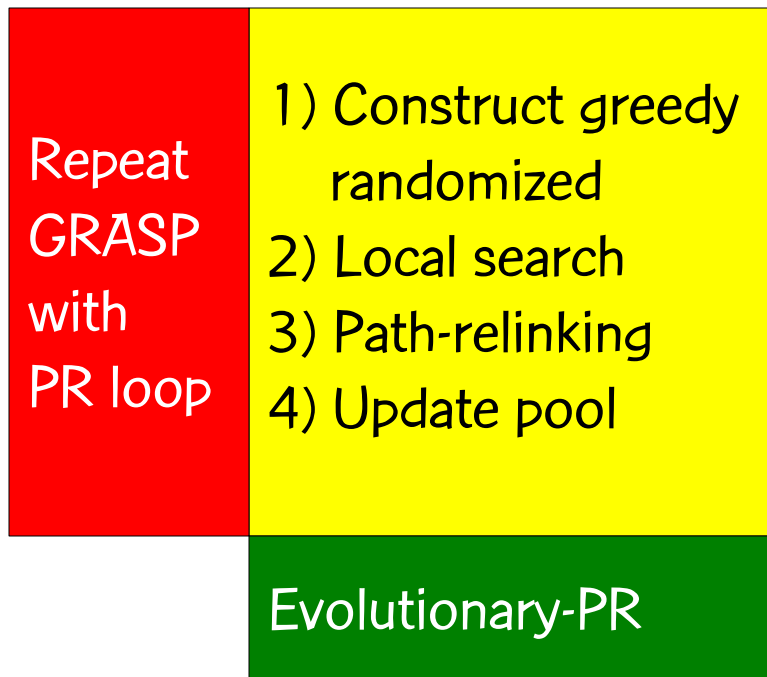 Repeat
GRASP
with
PR loop
1) Construct greedy
randomized
2) Local search
3) Path-relinking
4) Update pool
Evolutionary-PR